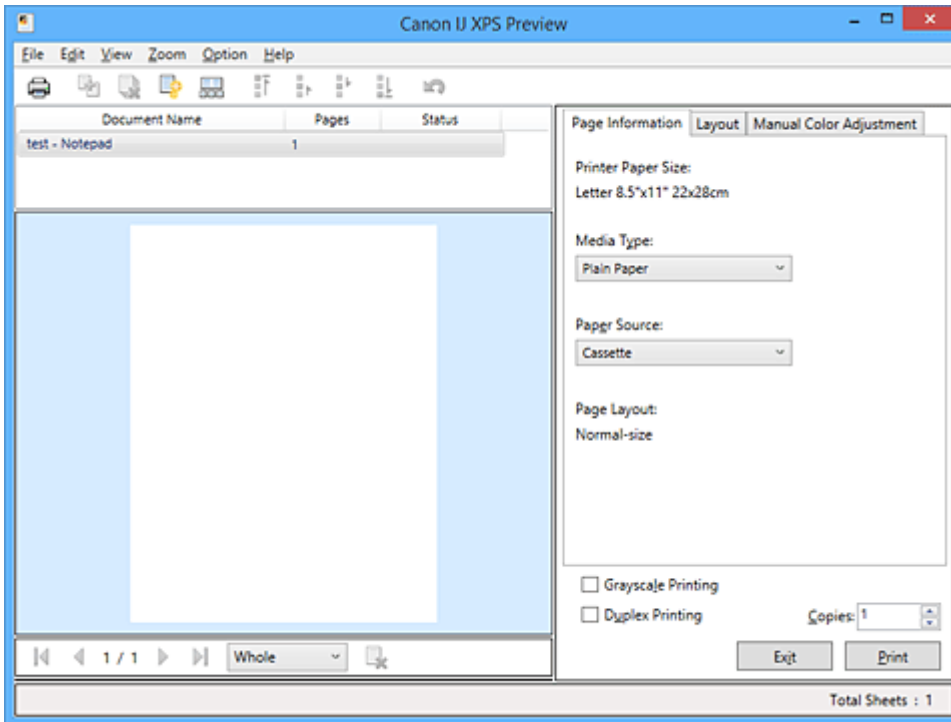 Canon IJ XPS Preview
File Edit View Zoom Option Help
Document Name Pages Status
test - Notepad 1
Page Information Layout Manual Color Adjustment
Printer Paper Size:
Letter 8.5"x11" 22x28cm
Media Type:
Plain Paper
Paper Source:
Cassette
Page Layout:
Normal-size
Grayscale Printing
Duplex Printing Copies: 1
1 / 1 Whole
Exit Print
Total Sheets : 1